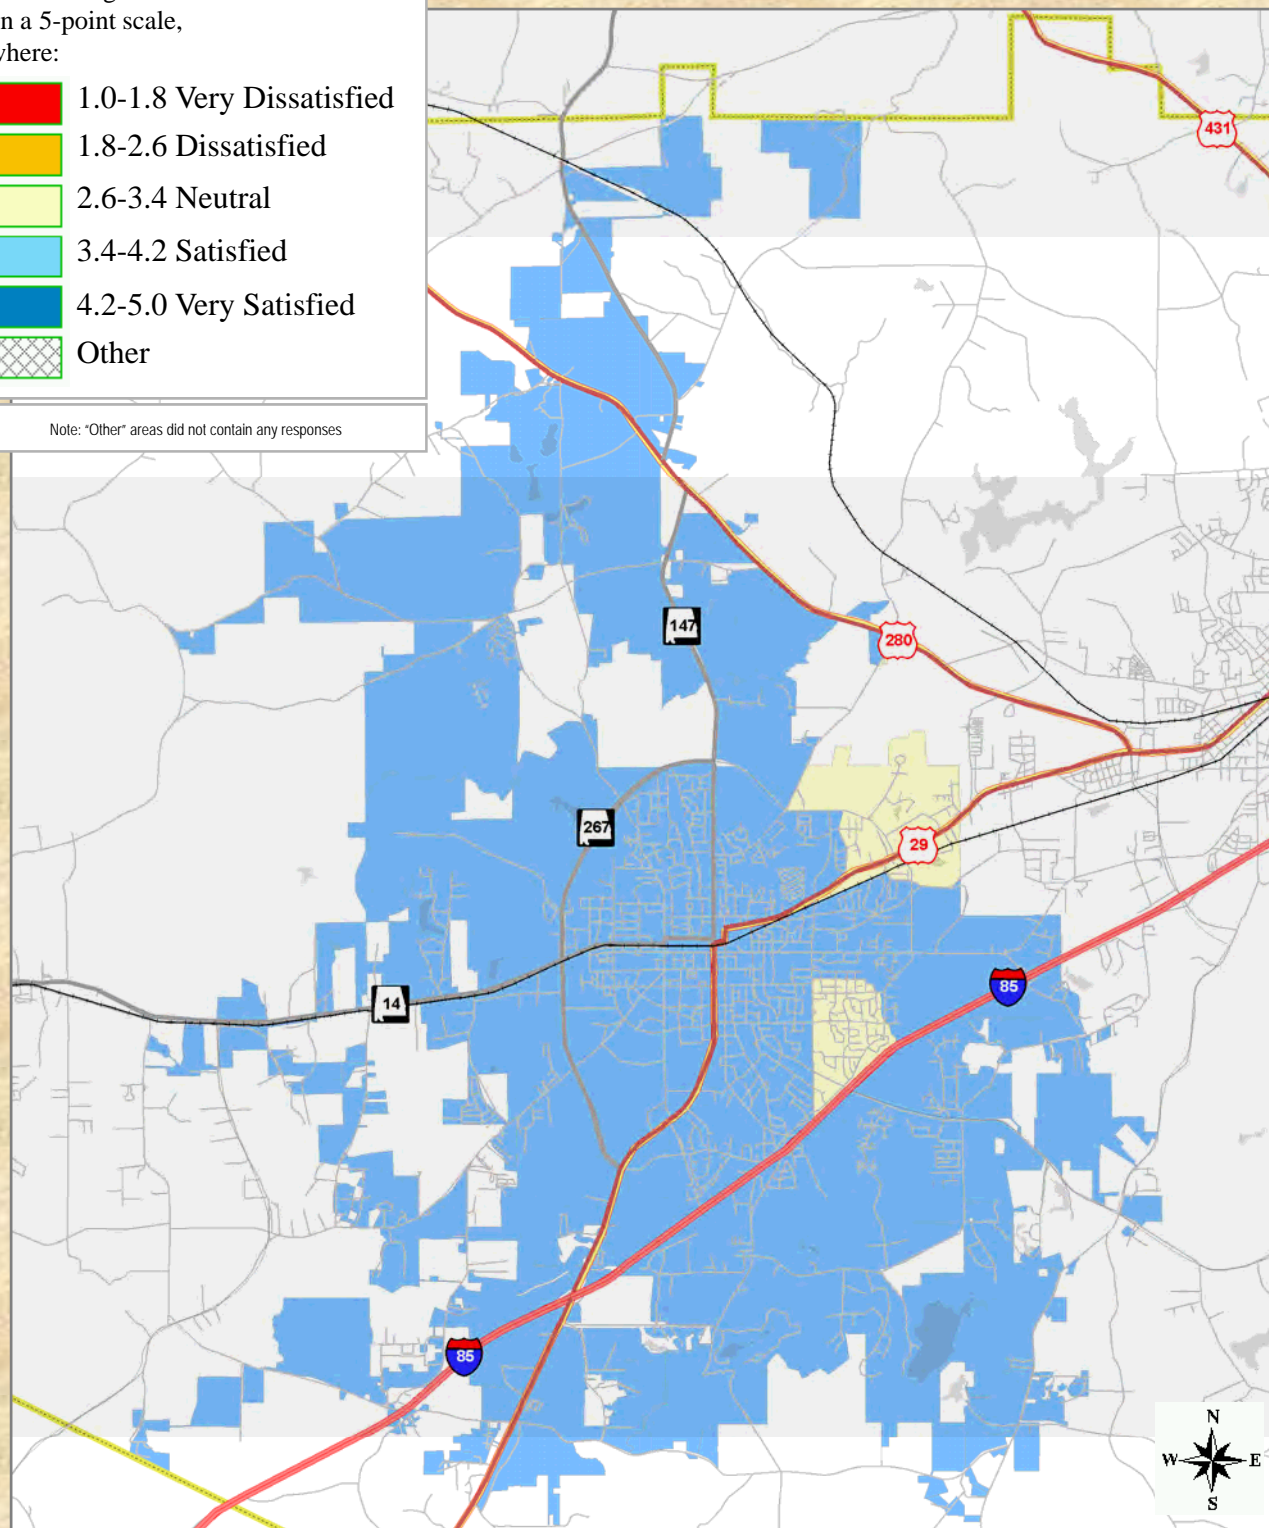 n a 5-point scale,
where:
1.0-1.8 Very Dissatisfied
1.8-2.6 Dissatisfied
2.6-3.4 Neutral
3.4-4.2 Satisfied
4.2-5.0 Very Satisfied
Other
Note: "Other" areas did not contain any responses
431
147
280
267
29
14
85
85
N
W E
S